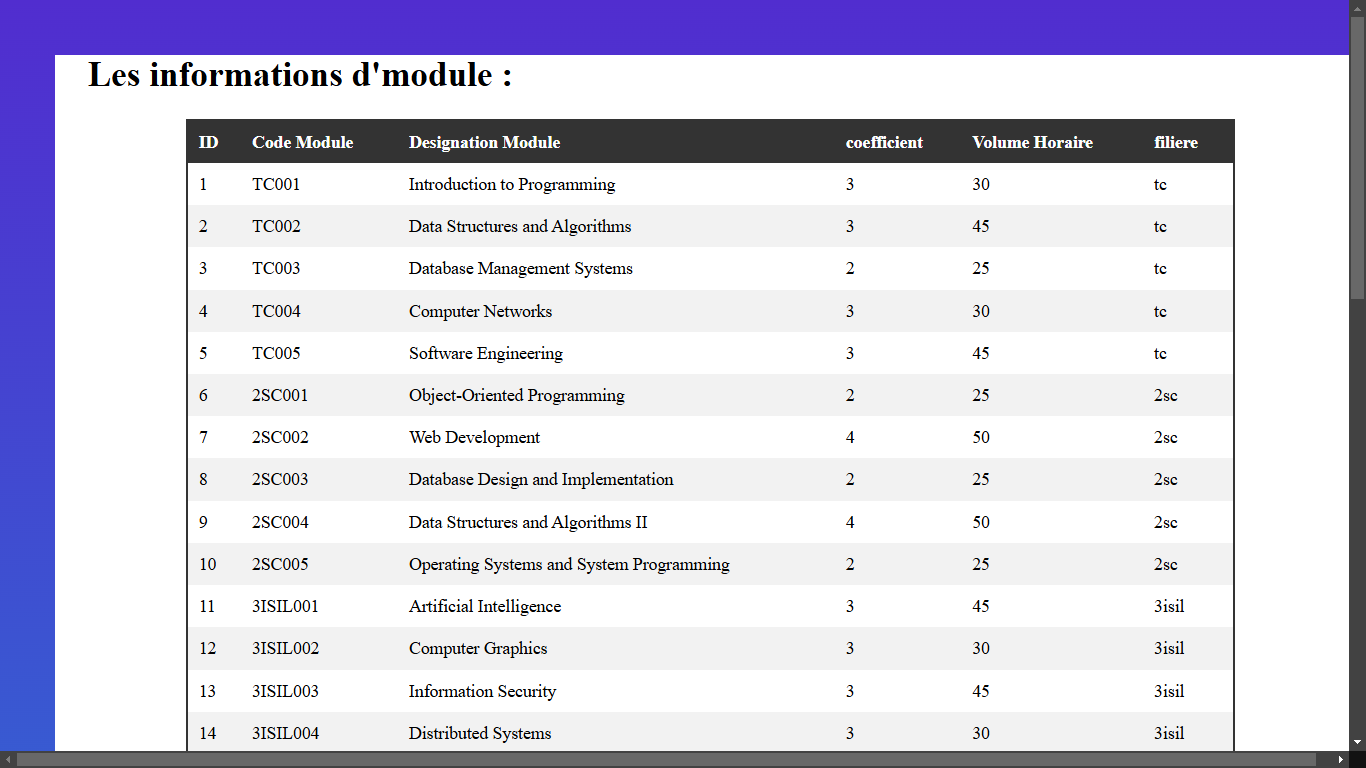 Les informations d'module :
ID Code Module Designation Module coefficient Volume Horaire filiere
1 TC001 Introduction to Programming 3 30 tc
2 TC002 Data Structures and Algorithms 3 45 tc
3 TC003 Database Management Systems 2 25 tc
4 TC004 Computer Networks 3 30 tc
5 TC005 Software Engineering 3 45 tc
6 2SC001 Object-Oriented Programming 2 25 2sc
7 2SC002 Web Development 4 50 2sc
8 2SC003 Database Design and Implementation 2 25 2sc
9 2SC004 Data Structures and Algorithms II 4 50 2sc
10 2SC005 Operating Systems and System Programming 2 25 2sc
11 3ISIL001 Artificial Intelligence 3 45 3isil
12 3ISIL002 Computer Graphics 3 30 3isil
13 3ISIL003 Information Security 3 45 3isil
14 3ISIL004 Distributed Systems 3 30 3isil